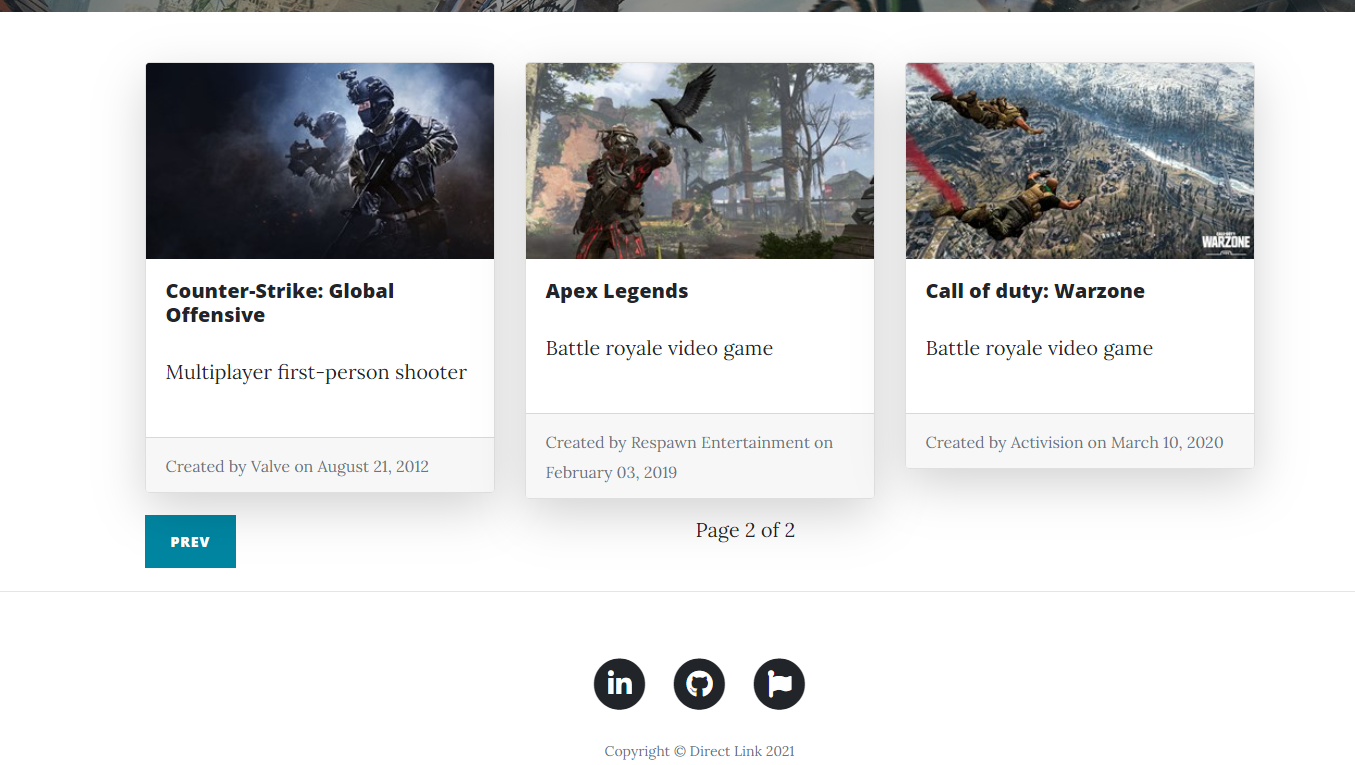 CALL OF DUTY
WARZONE
Counter-Strike: Global
Offensive
Multiplayer first-person shooter
Created by Valve on August 21, 2012
Apex Legends
Battle royale video game
Created by Respawn Entertainment on
February 03, 2019
Call of duty: Warzone
Battle royale video game
Created by Activision on March 10, 2020
PREV
Page 2 of 2
in
Copyright © Direct Link 2021